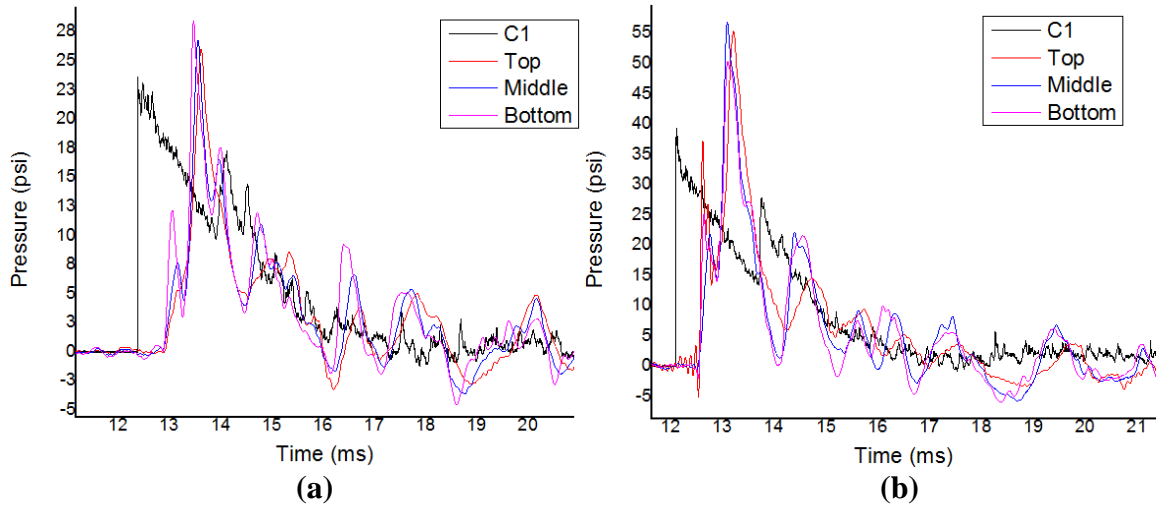 C1
Top
Middle
Bottom
28
25
23
20
18
15
13
10
8
5
3
0
-3
-5
Pressure (psi)
12 13 14 15 16 17 18 19 20
Time (ms)
(a)
C1
Top
Middle
Bottom
55
50
45
40
35
30
25
20
15
10
5
0
-5
Pressure (psi)
12 13 14 15 16 17 18 19 20 21
Time (ms)
(b)